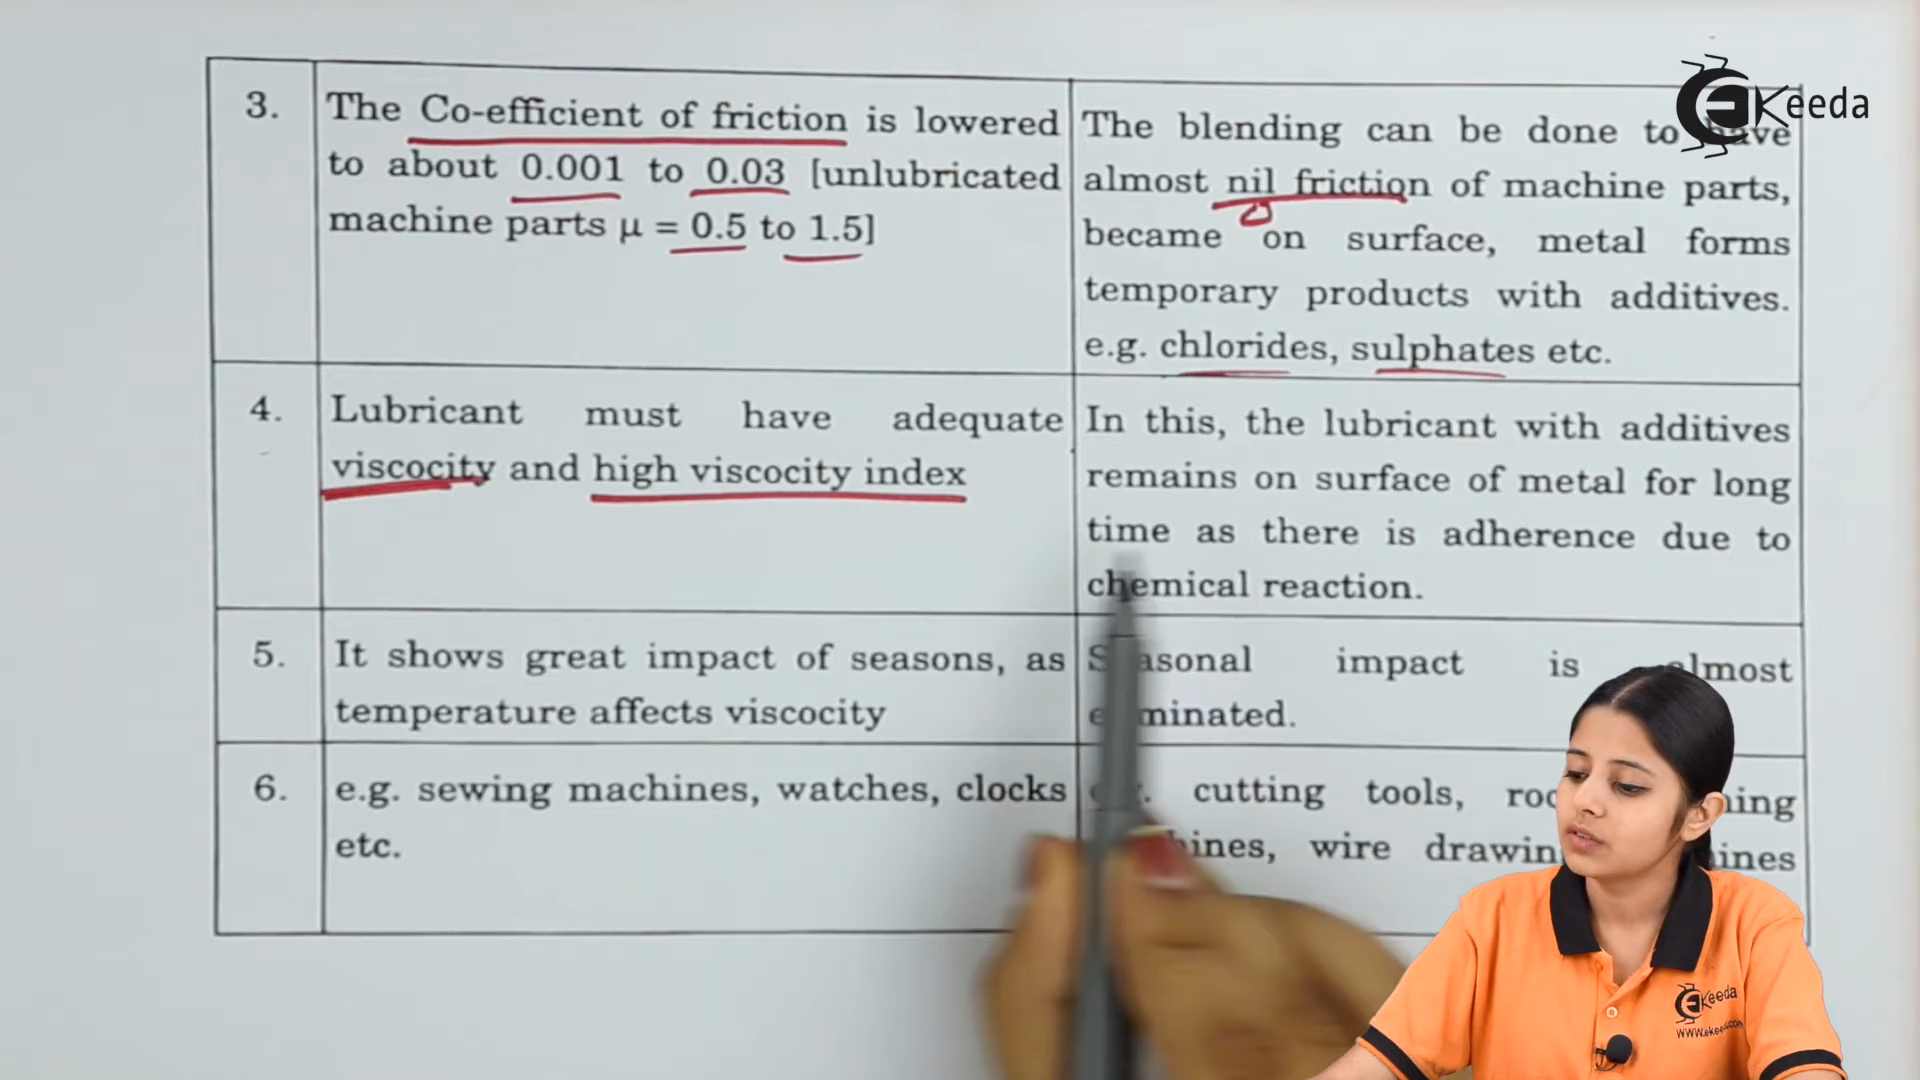 3. The Co-efficient of friction is lowered
to about 0.001 to 0.03 [unlubricated
machine parts μ = 0.5 to 1.5]
The blending can be done to have
almost nil friction of machine parts,
became on surface, metal forms
temporary products with additives.
e.g. chlorides, sulphates etc.
4. Lubricant must have adequate
viscocity and high viscocity index
In this, the lubricant with additives
remains on surface of metal for long
time as there is adherence due to
chemical reaction.
5. It shows great impact of seasons, as
temperature affects viscocity
Seasonal impact is almost
eliminated.
6. e.g. sewing machines, watches, clocks
etc.
cutting tools,
wire
Keeda
Keeda